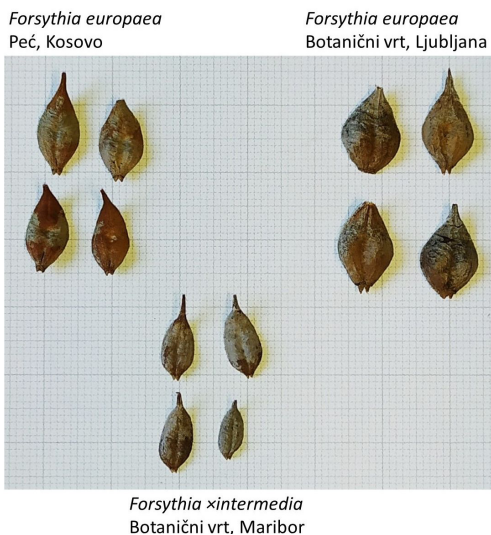 Forsythia europaea
Peć, Kosovo
Forsythia europaea
Botanični vrt, Ljubljana
Forsythia ×intermedia
Botanični vrt, Maribor